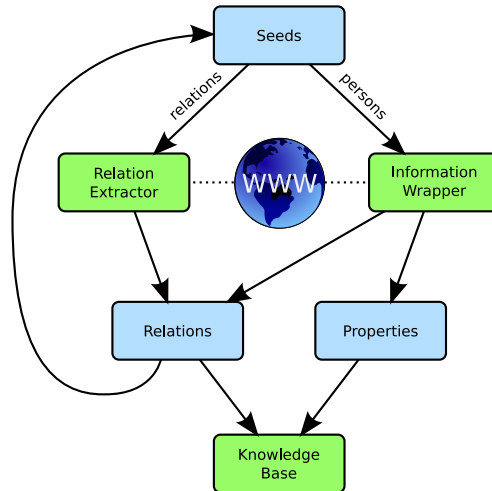 Seeds
relations
persons
Relation
Extractor
WWW
Information
Wrapper
Relations
Properties
Knowledge
Base